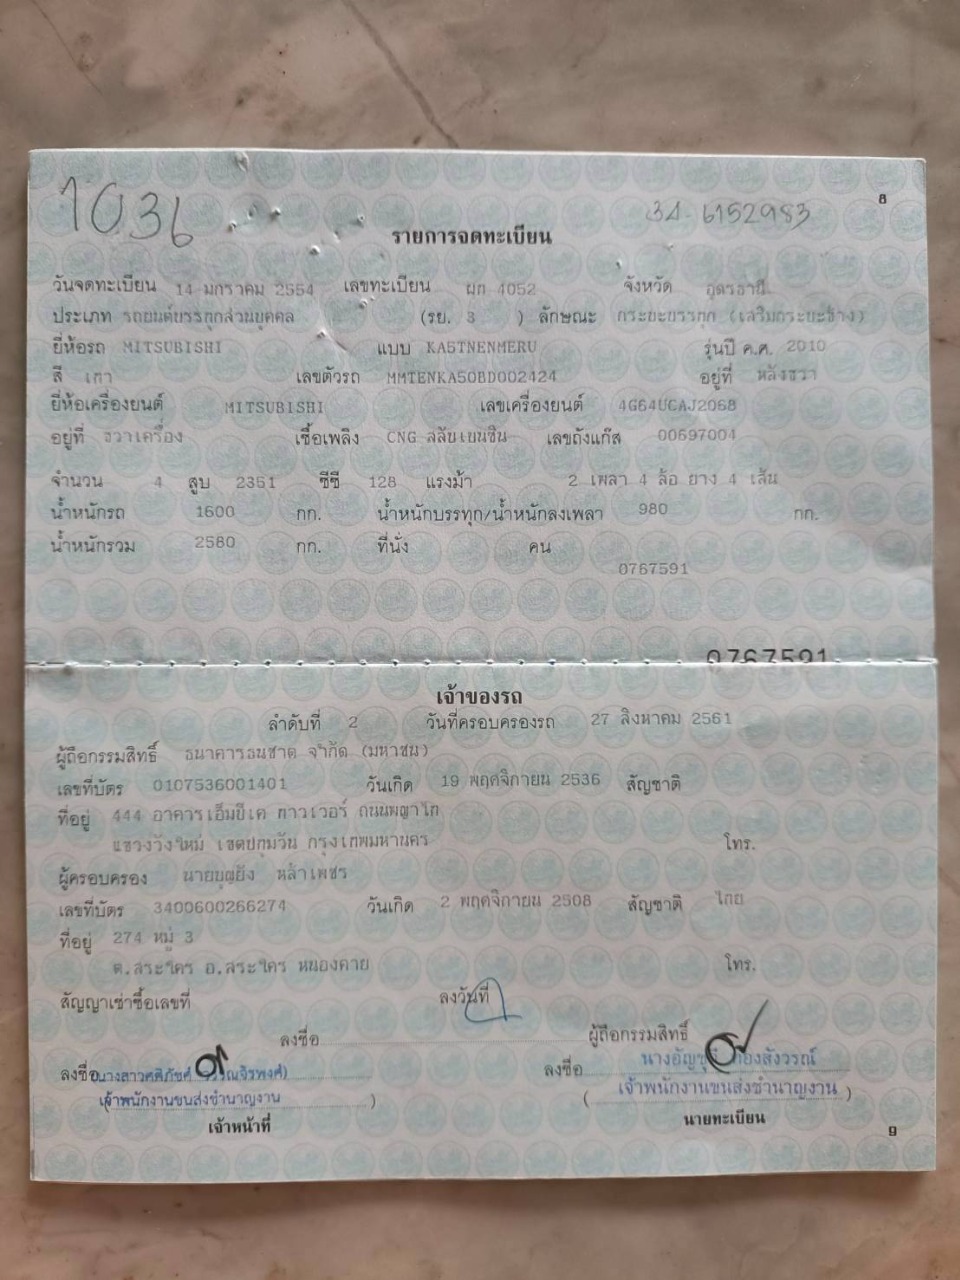 1036
34-6152983
8
รายการจดทะเบียน
วันจดทะเบียน 14 มกราคม 2554 เลขทะเบียน ผก 4052 จังหวัด อุดรธานี
ประเภท รถยนต์บรรทุกส่วนบุคคล (รย. 3 ) ลักษณะ กระบะบรรทุก (เสริมกระบะข้าง)
ยี่ห้อรถ MITSUBISHI แบบ KA5TNENMERU รุ่นปี ค.ศ. 2010
สี เทา เลขตัวรถ MMTENKA50BD002424 อยู่ที่ หลังขวา
ยี่ห้อเครื่องยนต์ MITSUBISHI เลขเครื่องยนต์ 4G64UCAJ2068
อยู่ที่ ขวาเครื่อง เชื้อเพลิง CNG สลับเบนซิน เลขถังแก๊ส 00697004
จำนวน 4 สูบ 2351 ซีซี 128 แรงม้า 2 เพลา 4 ล้อ ยาง 4 เส้น
น้ำหนักรถ 1600 กก. น้ำหนักบรรทุก/น้ำหนักลงเพลา 980 กก.
น้ำหนักรวม 2580 กก. ที่นั่ง คน
0767591
0767591
เจ้าของรถ
ลำดับที่ 2 วันที่ครอบครองรถ 27 สิงหาคม 2561
ผู้ถือกรรมสิทธิ์ ธนาคารธนชาต จำกัด (มหาชน)
เลขที่บัตร 0107536001401 วันเกิด 19 พฤศจิกายน 2536 สัญชาติ
ที่อยู่ 444 อาคารเอ็มบีเค ทาวเวอร์ ถนนพญาไท
แขวงวังใหม่ เขตปทุมวัน กรุงเทพมหานคร โทร.
ผู้ครอบครอง นายบุญยิ่ง หล้าเพชร
เลขที่บัตร 3400600266274 วันเกิด 2 พฤศจิกายน 2508 สัญชาติ ไทย
ที่อยู่ 274 หมู่ 3
ต.สระใคร อ.สระใคร หนองคาย โทร.
สัญญาเช่าซื้อเลขที่ ลงวันที่
ลงชื่อ ผู้ถือกรรมสิทธิ์
ลงชื่อ ลงชื่อ
เจ้าพนักงานขนส่งชำนาญงาน ) ( เจ้าพนักงานขนส่งชำนาญงาน )
เจ้าหน้าที่ นายทะเบียน
9